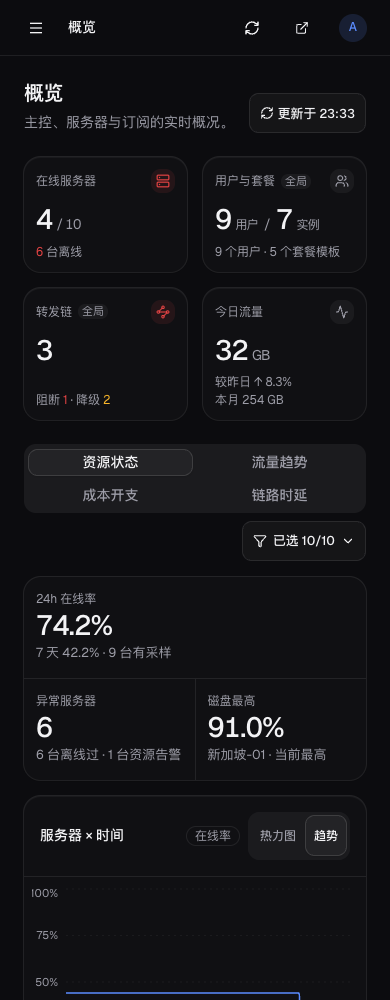 概览
A
概览
主控、服务器与订阅的实时概况。
更新于 23:33
在线服务器
4 / 10
6 台离线
用户与套餐 全局
9 用户 / 7 实例
9 个用户 · 5 个套餐模板
转发链 全局
3
阻断 1 · 降级 2
今日流量
32 GB
较昨日 ↑ 8.3%
本月 254 GB
资源状态
流量趋势
成本开支
链路时延
已选 10/10
24h 在线率
74.2%
7 天 42.2% · 9 台有采样
异常服务器
6
6 台离线过 · 1 台资源告警
磁盘最高
91.0%
新加坡-01 · 当前最高
服务器 × 时间
在线率
热力图
趋势
100%
75%
50%